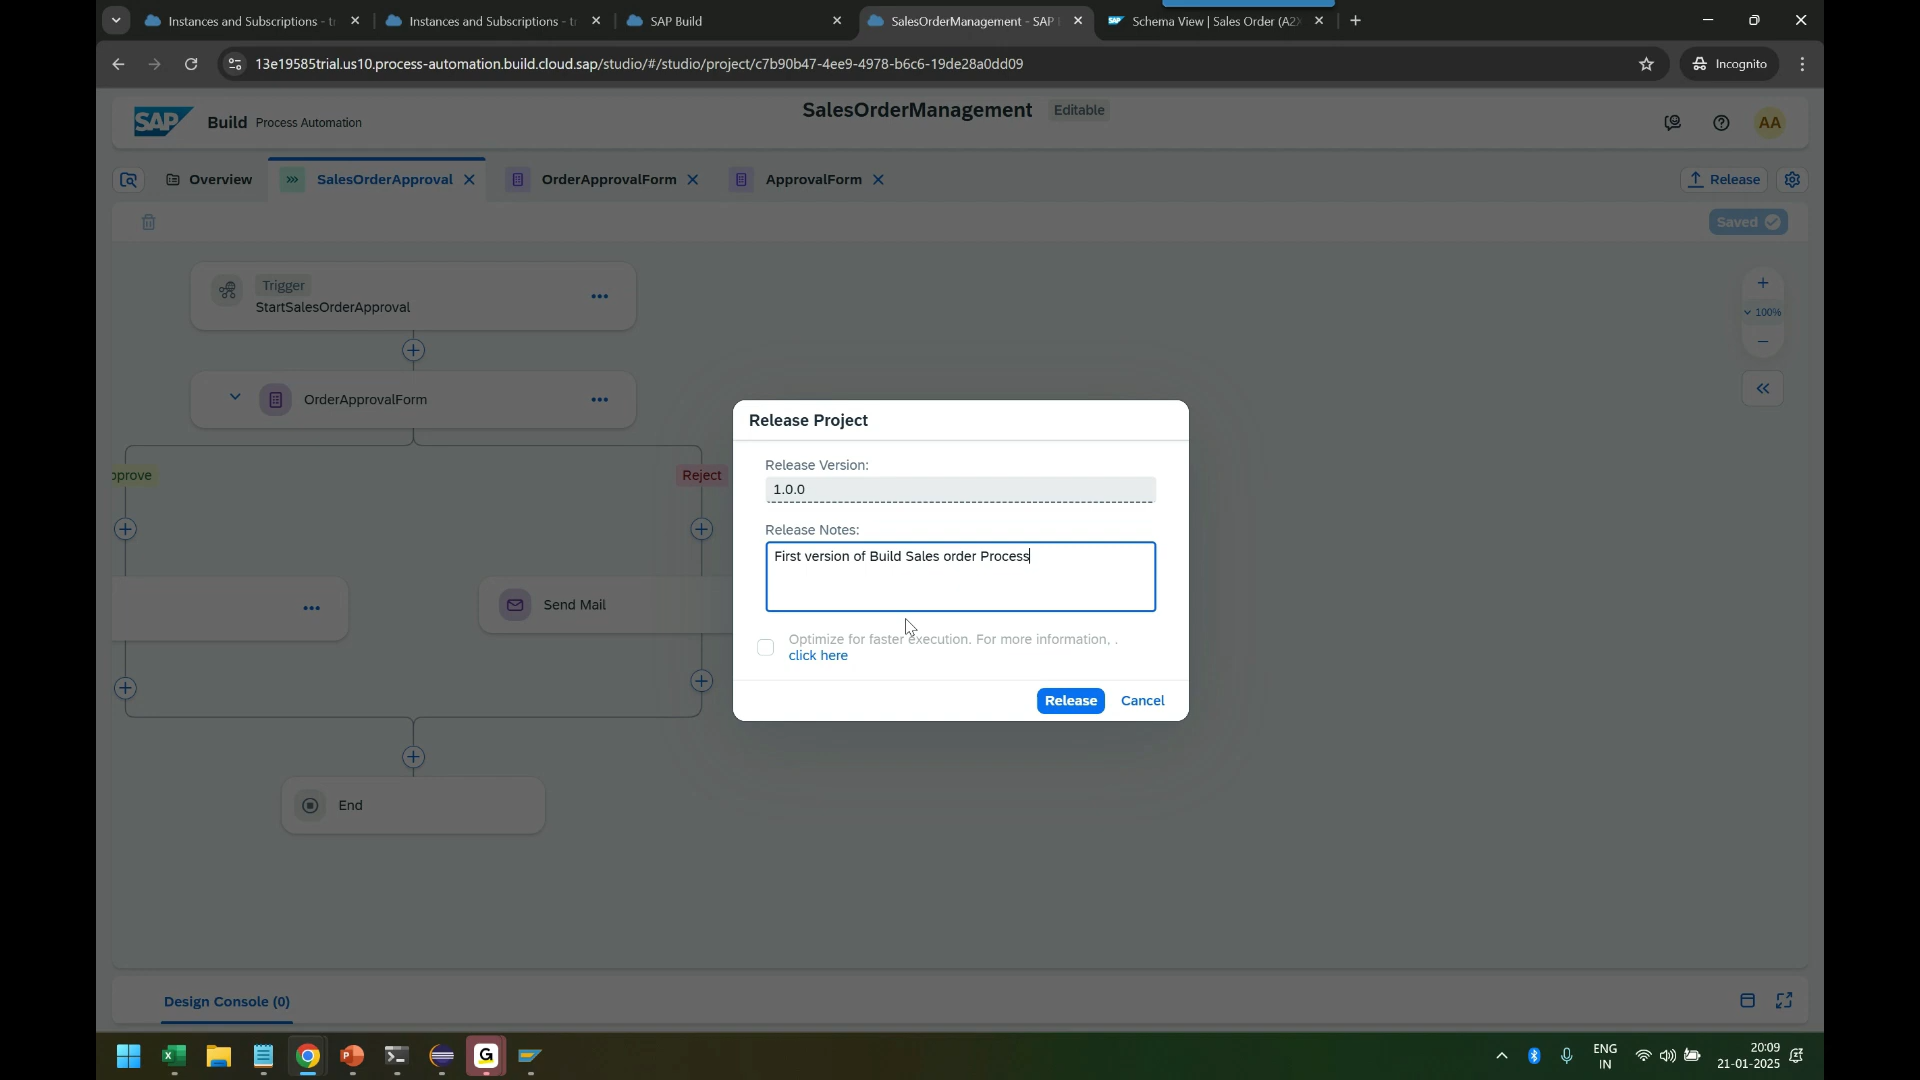 Instances and Subscriptions - tr
Instances and Subscriptions - tr
SAP Build
SalesOrderManagement - SAP
Schema View | Sales Order (A2X
13e19585trial.us10.process-automation.build.cloud.sap/studio/#/studio/project/c7b90b47-4ee9-4978-b6c6-19de28a0dd09
Incognito
SAP Build Process Automation
SalesOrderManagement Editable
AA
Overview
SalesOrderApproval
OrderApprovalForm
ApprovalForm
Release
Saved
Trigger
StartSalesOrderApproval
100%
OrderApprovalForm
pprove
Reject
Send Mail
End
Release Project
Release Version:
1.0.0
Release Notes:
First version of Build Sales order Process
Optimize for faster execution. For more information, .
click here
Release Cancel
Design Console (0)
ENG
IN
20:09
21-01-2025